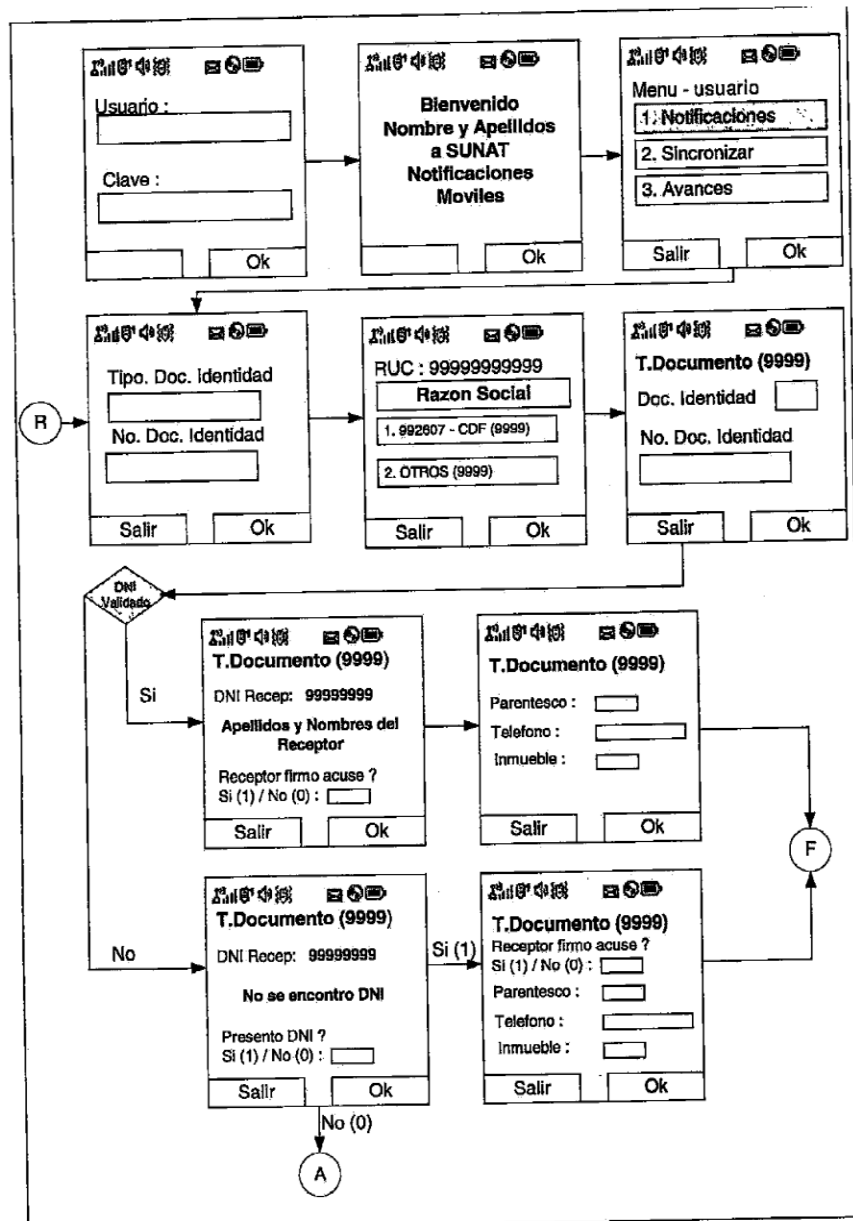 Usuario :
Clave :
Ok
Bienvenido
Nombre y Apellidos
a SUNAT
Notificaciones
Moviles
Ok
Menu - usuario
1. Notificaciones
2. Sincronizar
3. Avances
Salir
Ok
R
Tipo. Doc. Identidad
No. Doc. Identidad
Salir
Ok
RUC : 99999999999
Razon Social
1. 992607 - CDF (9999)
2. OTROS (9999)
Salir
Ok
T.Documento (9999)
Doc. Identidad
No. Doc. Identidad
Salir
Ok
DNI
Validado
Si
T.Documento (9999)
DNI Recep: 99999999
Apellidos y Nombres del
Receptor
Receptor firmo acuse ?
Si (1) / No (0) :
Salir
Ok
T.Documento (9999)
Parentesco :
Telefono :
Inmueble :
Salir
Ok
F
No
T.Documento (9999)
DNI Recep: 99999999
No se encontro DNI
Presento DNI ?
Si (1) / No (0) :
Salir
Ok
Si (1)
T.Documento (9999)
Receptor firmo acuse ?
Si (1) / No (0) :
Parentesco :
Telefono :
Inmueble :
Salir
Ok
No (0)
A